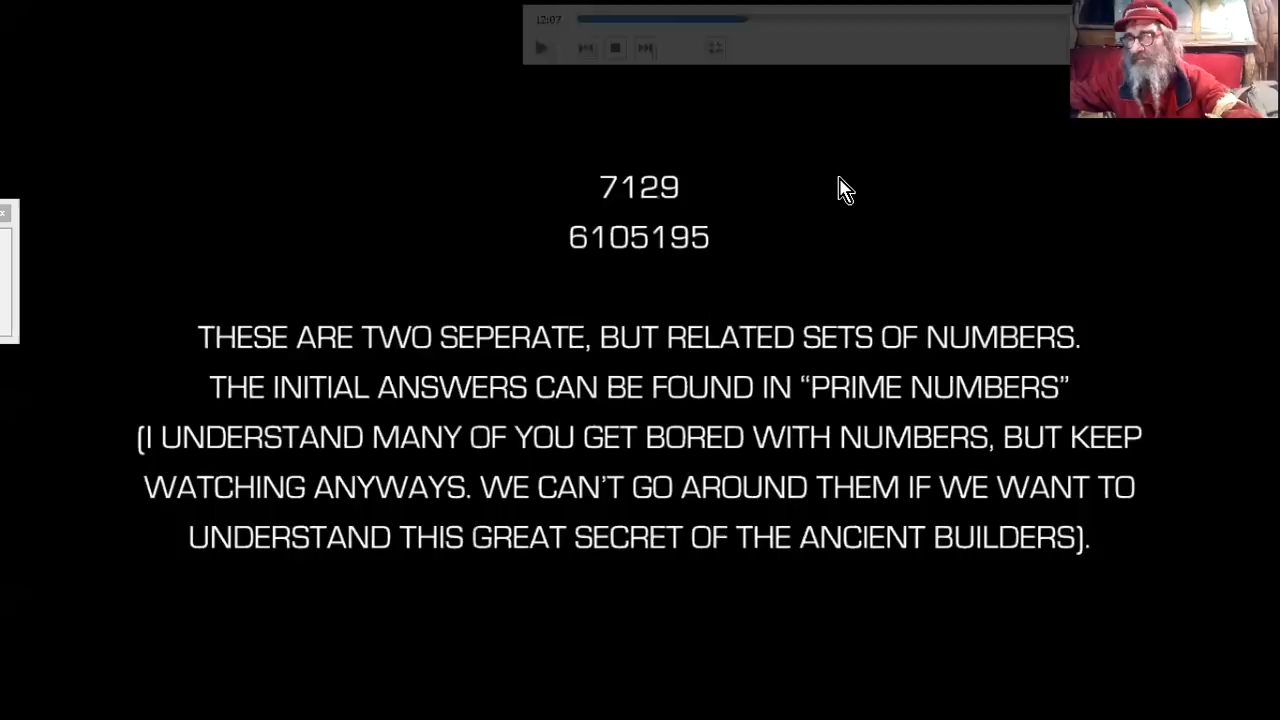 12:07
7129
6105195
THESE ARE TWO SEPERATE, BUT RELATED SETS OF NUMBERS.
THE INITIAL ANSWERS CAN BE FOUND IN “PRIME NUMBERS”
(I UNDERSTAND MANY OF YOU GET BORED WITH NUMBERS, BUT KEEP
WATCHING ANYWAYS. WE CAN’T GO AROUND THEM IF WE WANT TO
UNDERSTAND THIS GREAT SECRET OF THE ANCIENT BUILDERS).